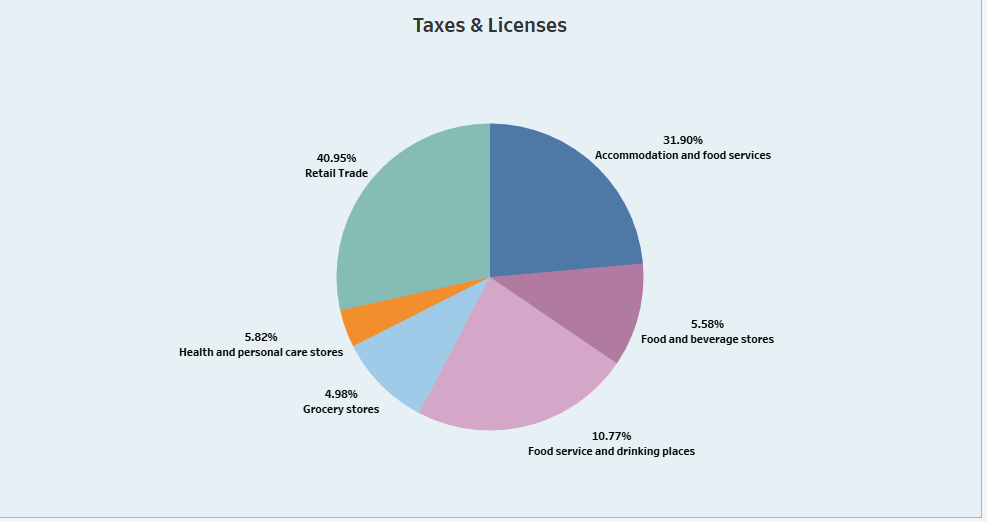 Taxes & Licenses
31.90%
Accommodation and food services
40.95%
Retail Trade
5.58%
Food and beverage stores
5.82%
Health and personal care stores
4.98%
Grocery stores
10.77%
Food service and drinking places